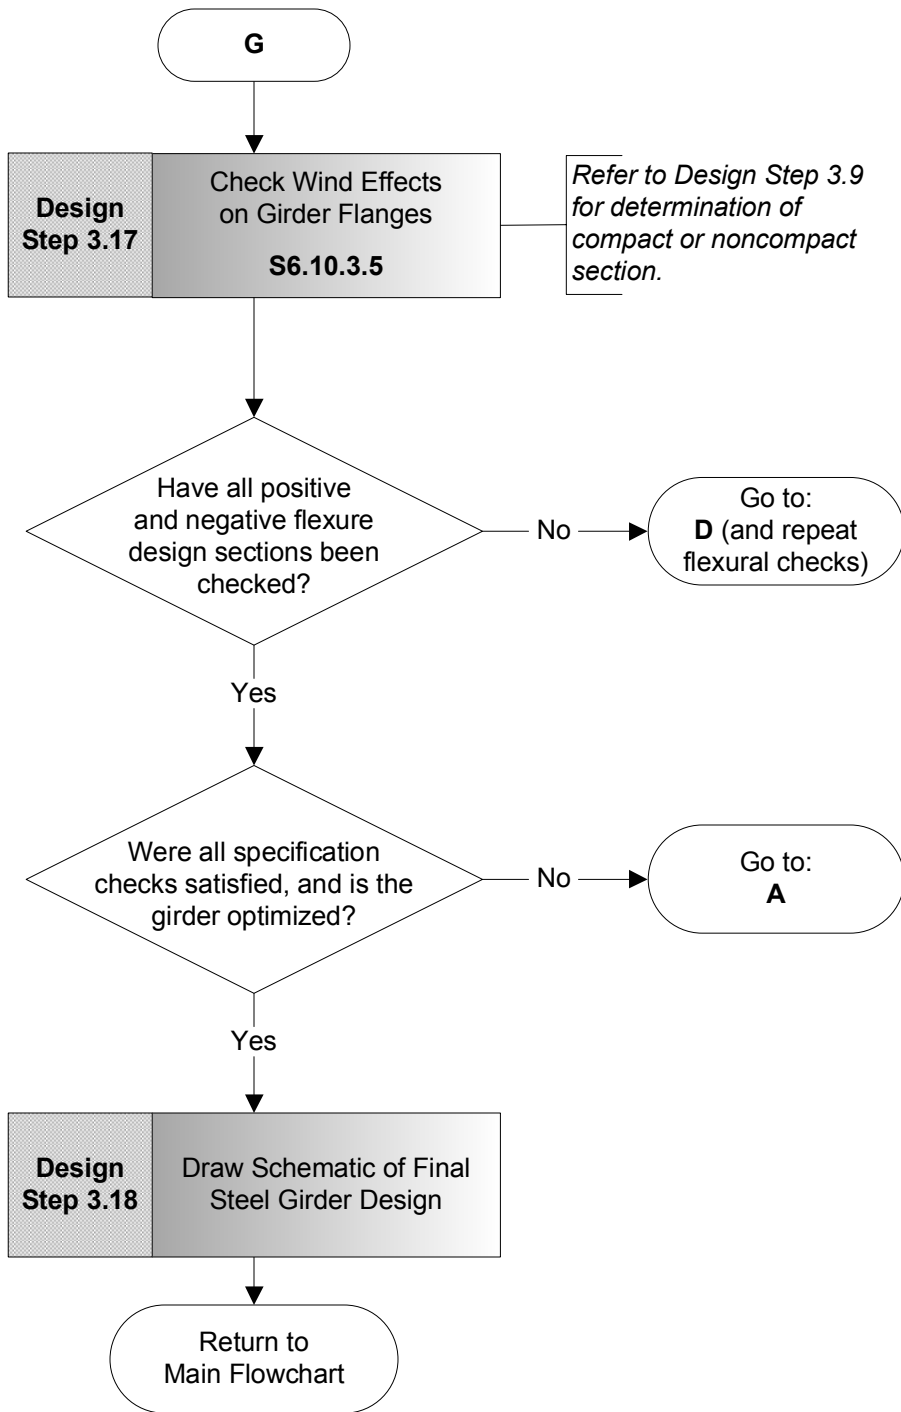 G
Design
Step 3.17
Check Wind Effects
on Girder Flanges
S6.10.3.5
Refer to Design Step 3.9
for determination of
compact or noncompact
section.
Have all positive
and negative flexure
design sections been
checked?
No
Go to:
D (and repeat
flexural checks)
Yes
Were all specification
checks satisfied, and is the
girder optimized?
No
Go to:
A
Yes
Design
Step 3.18
Draw Schematic of Final
Steel Girder Design
Return to
Main Flowchart